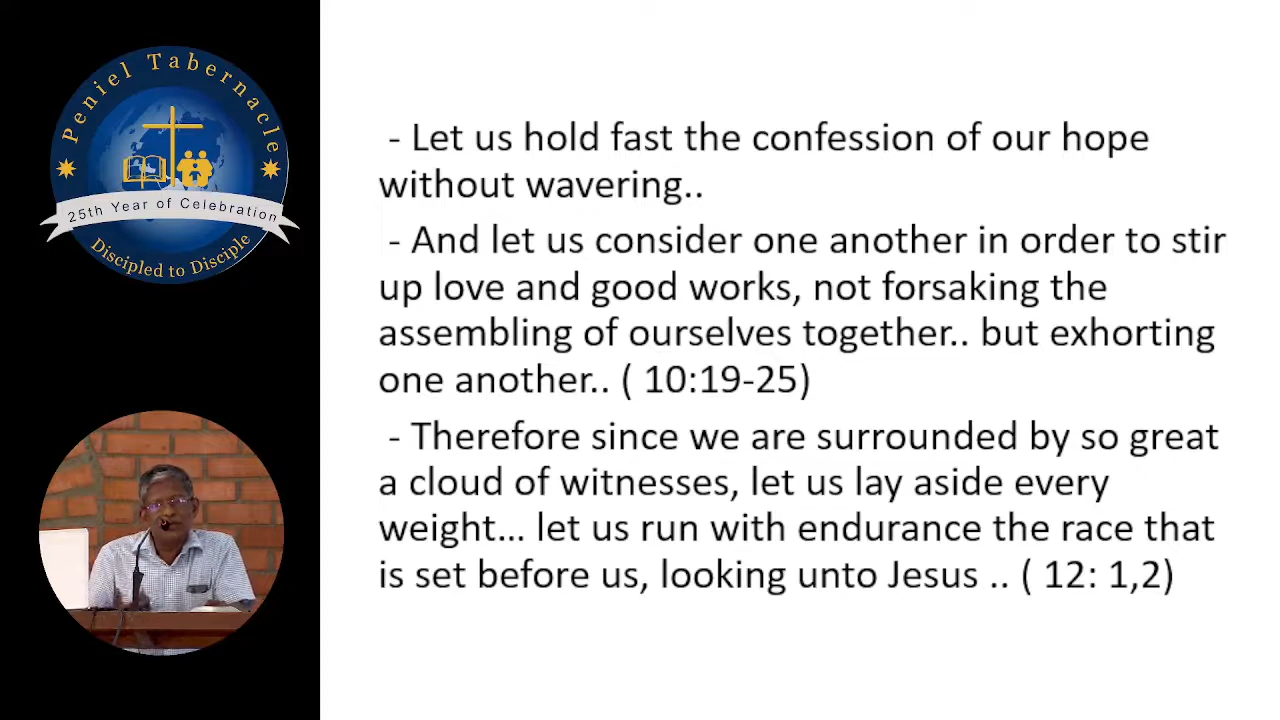 Peniel Tabernacle
25th Year of Celebration
Discipled to Disciple
- Let us hold fast the confession of our hope
without wavering..
- And let us consider one another in order to stir
up love and good works, not forsaking the
assembling of ourselves together.. but exhorting
one another.. ( 10:19-25)
- Therefore since we are surrounded by so great
a cloud of witnesses, let us lay aside every
weight... let us run with endurance the race that
is set before us, looking unto Jesus .. ( 12: 1,2)